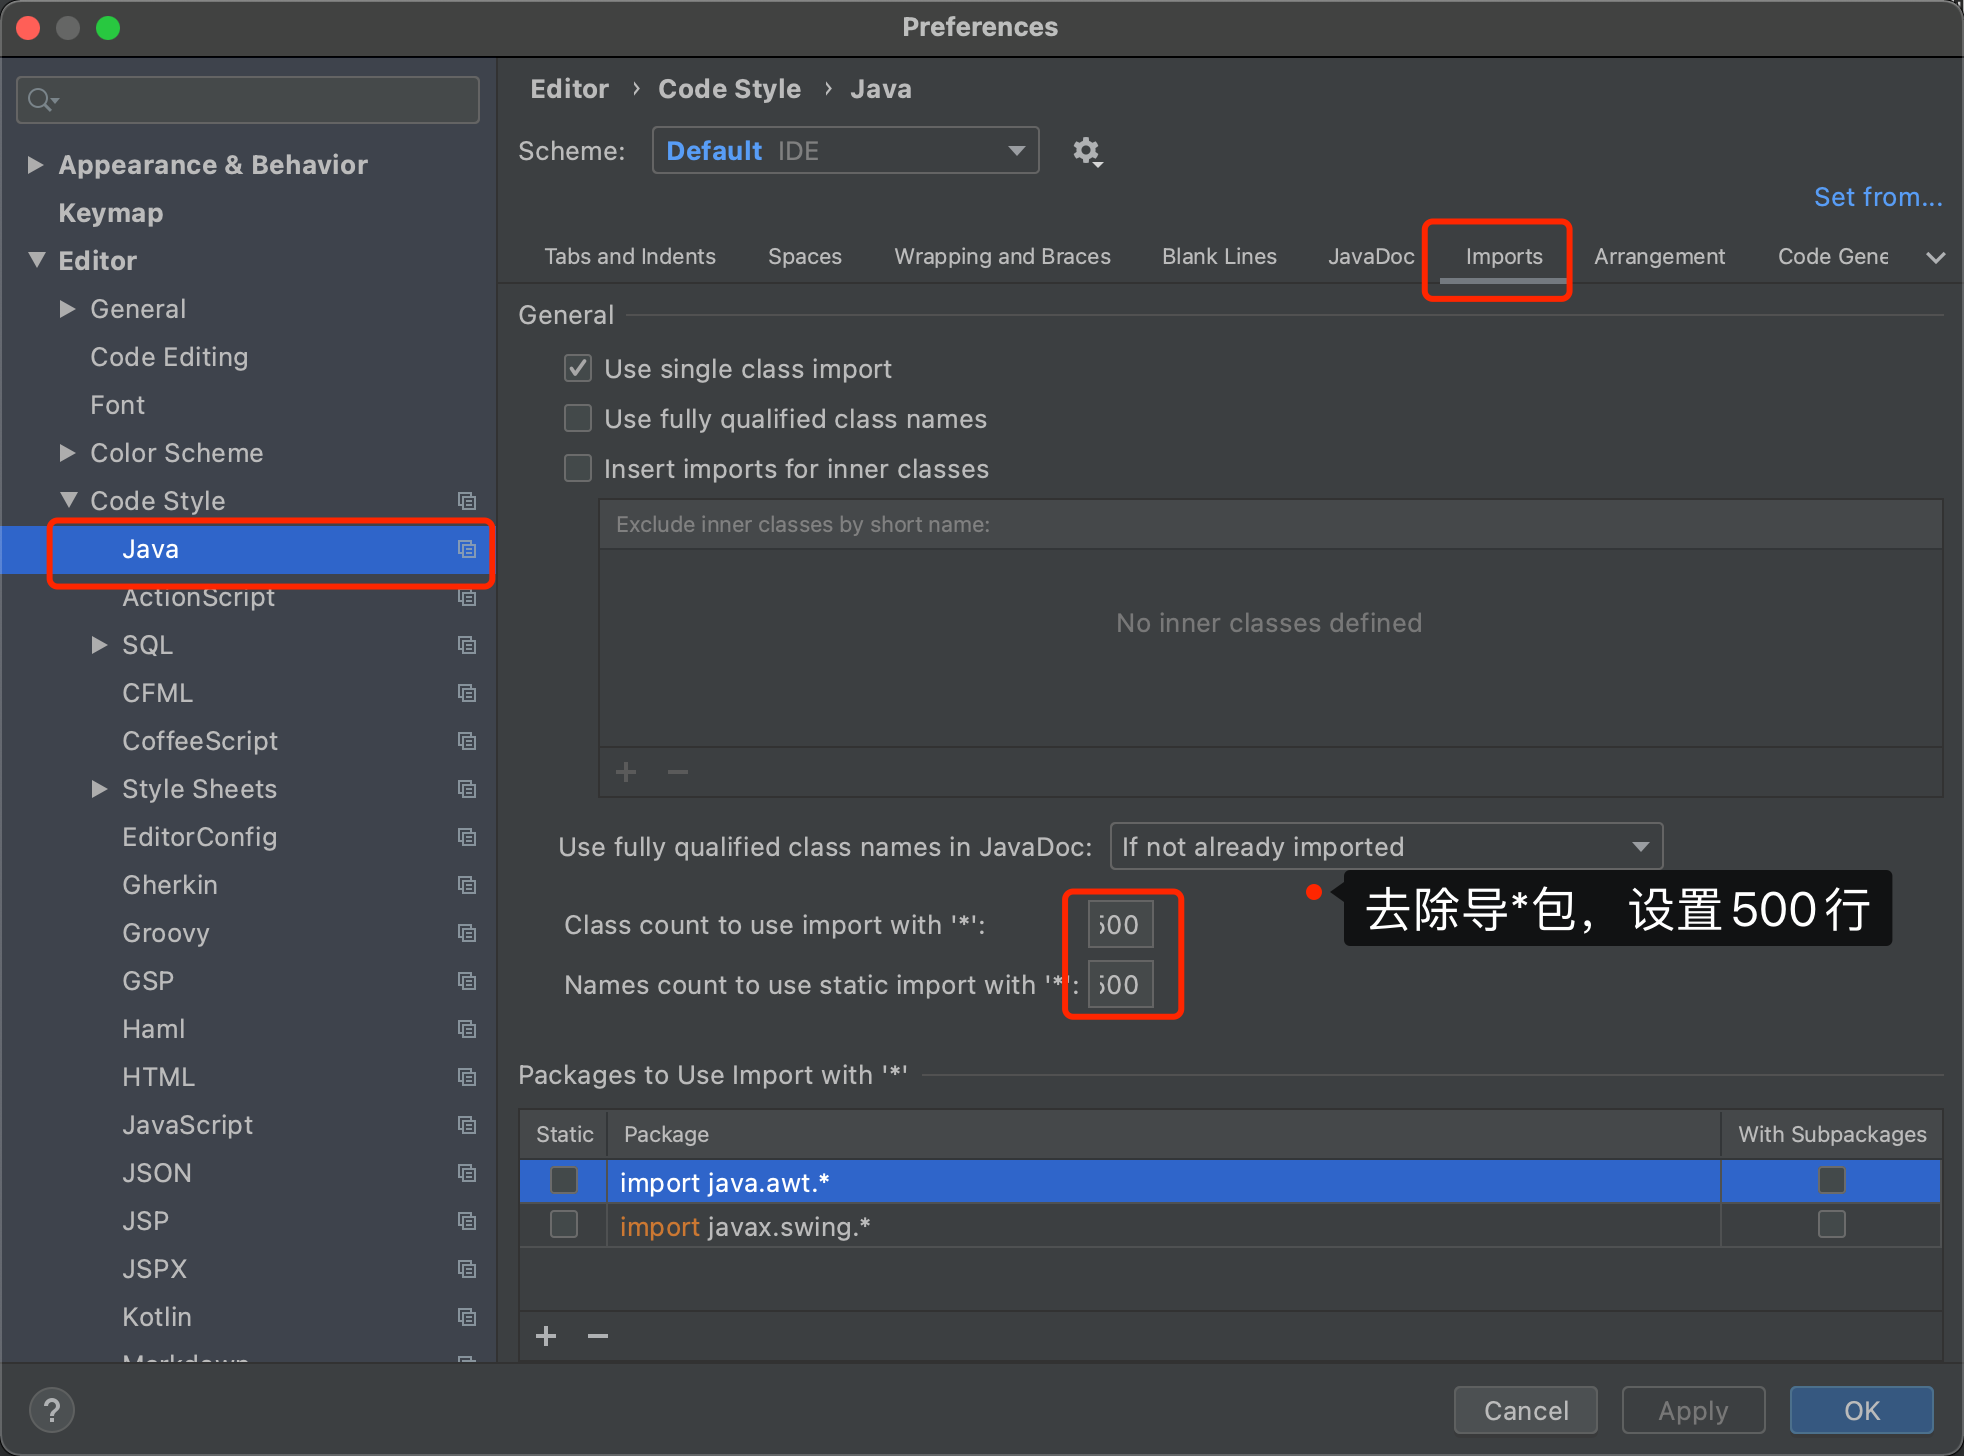 Preferences
Appearance & Behavior
Keymap
Editor
General
Code Editing
Font
Color Scheme
Code Style
Java
ActionScript
SQL
CFML
CoffeeScript
Style Sheets
EditorConfig
Gherkin
Groovy
GSP
Haml
HTML
JavaScript
JSON
JSP
JSPX
Kotlin
Markdown
Editor › Code Style › Java
Scheme: Default IDE
Set from...
Tabs and Indents Spaces Wrapping and Braces Blank Lines JavaDoc Imports Arrangement Code Gene
General
Use single class import
Use fully qualified class names
Insert imports for inner classes
Exclude inner classes by short name:
No inner classes defined
Use fully qualified class names in JavaDoc: If not already imported
去除导*包，设置500行
Class count to use import with '*': 500
Names count to use static import with '*': 500
Packages to Use Import with '*'
Static Package With Subpackages
import java.awt.*
import javax.swing.*
? Cancel Apply OK